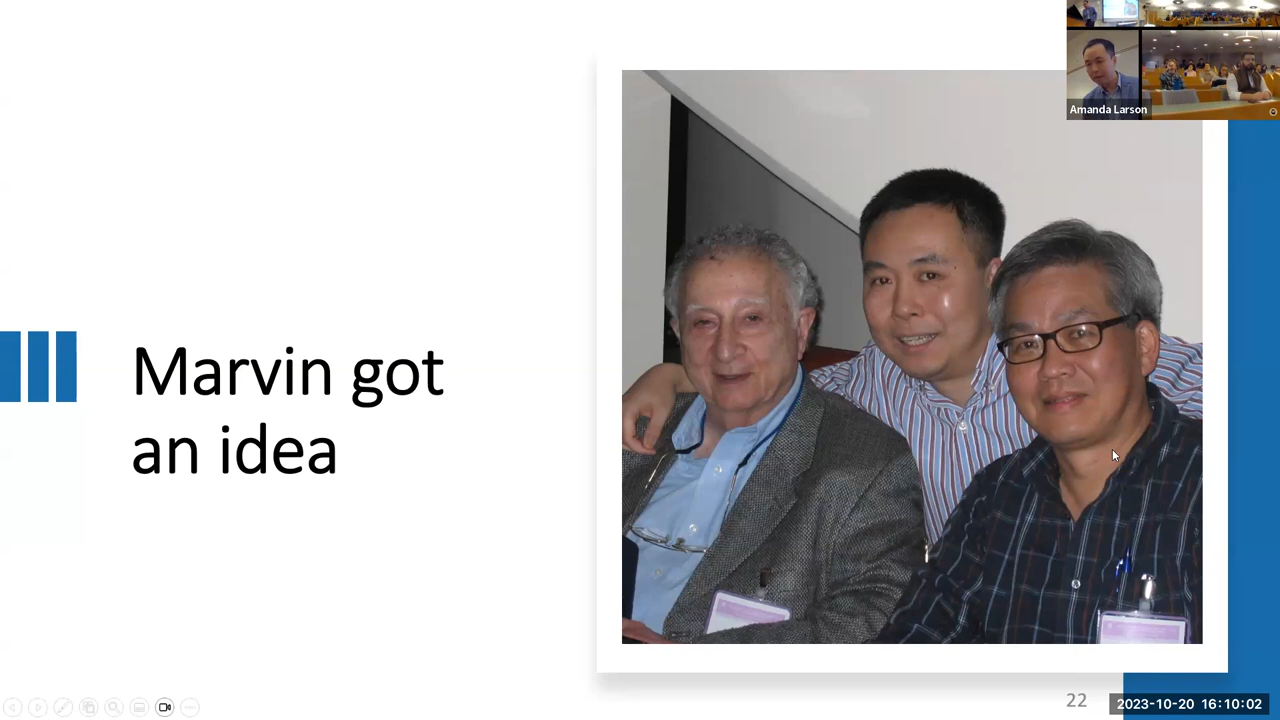 Amanda Larson
Marvin got
an idea
22
2023-10-20 16:10:02